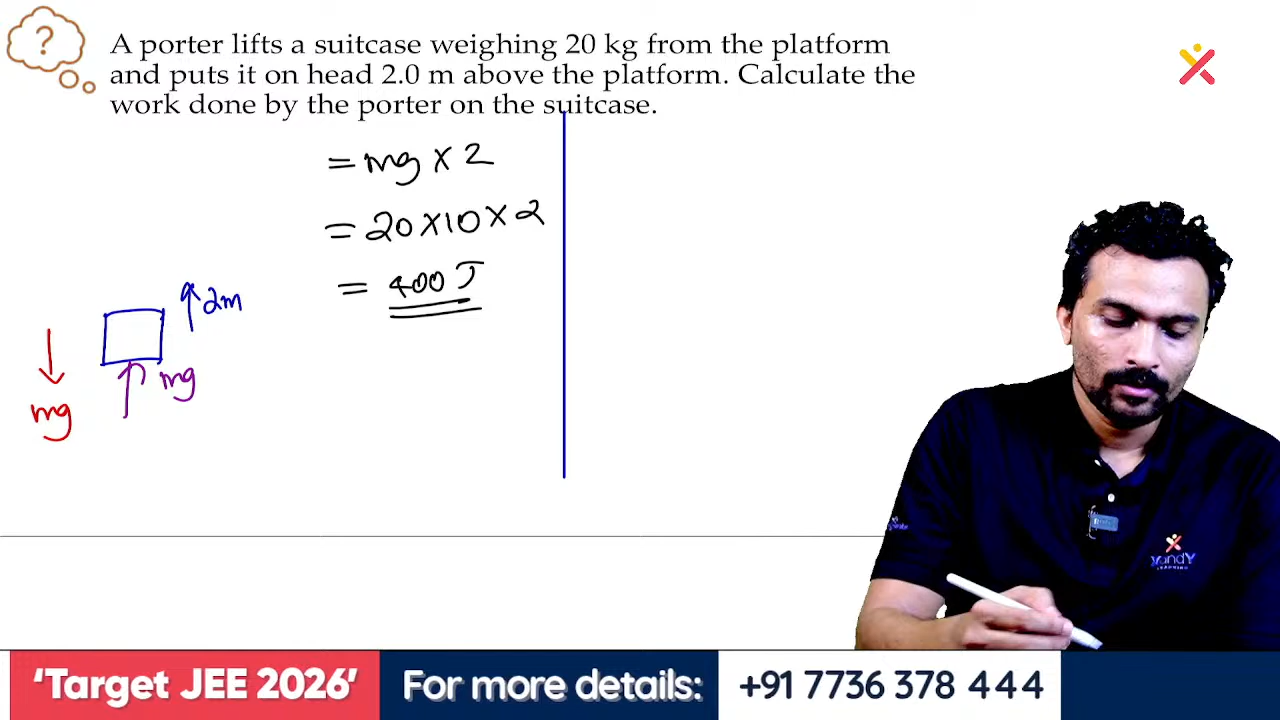 ?
A porter lifts a suitcase weighing 20 kg from the platform
and puts it on head 2.0 m above the platform. Calculate the
work done by the porter on the suitcase.
= mg × 2
= 20 × 10 × 2
= 400 J
2m
mg
mg
XandY
LEARNING
'Target JEE 2026'
For more details:
+91 7736 378 444